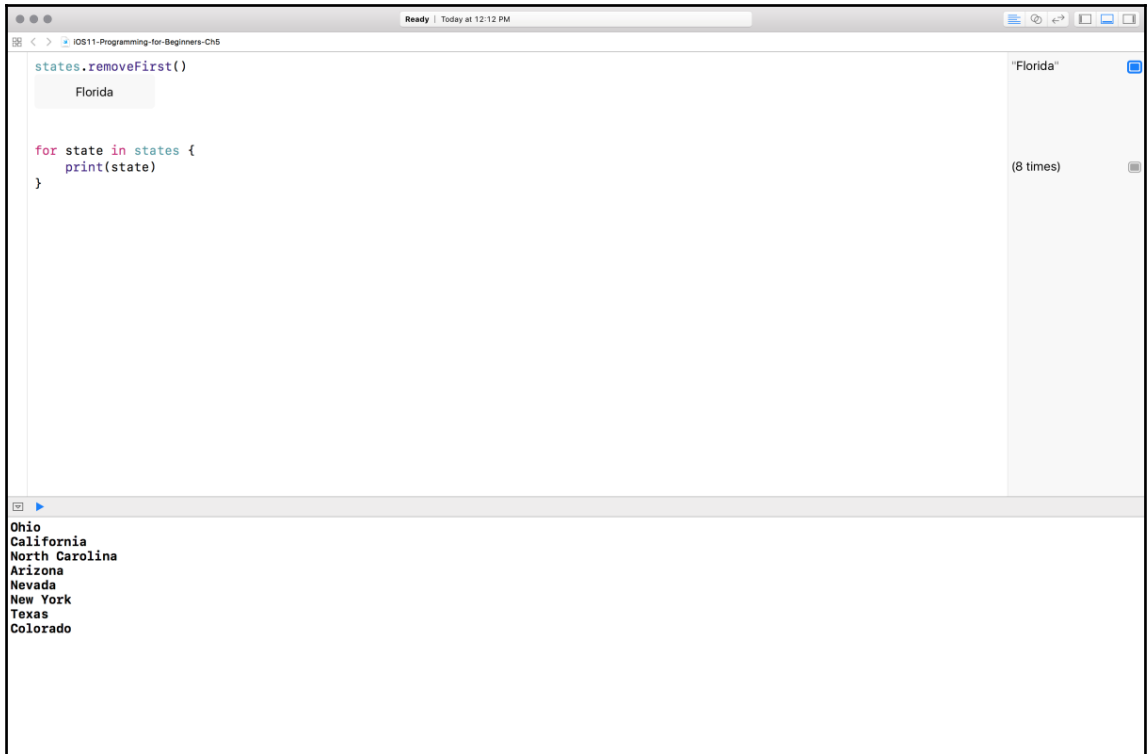 Ready | Today at 12:12 PM
iOS11-Programming-for-Beginners-Ch5
states.removeFirst() "Florida"
Florida
for state in states {
print(state) (8 times)
}
Ohio
California
North Carolina
Arizona
Nevada
New York
Texas
Colorado